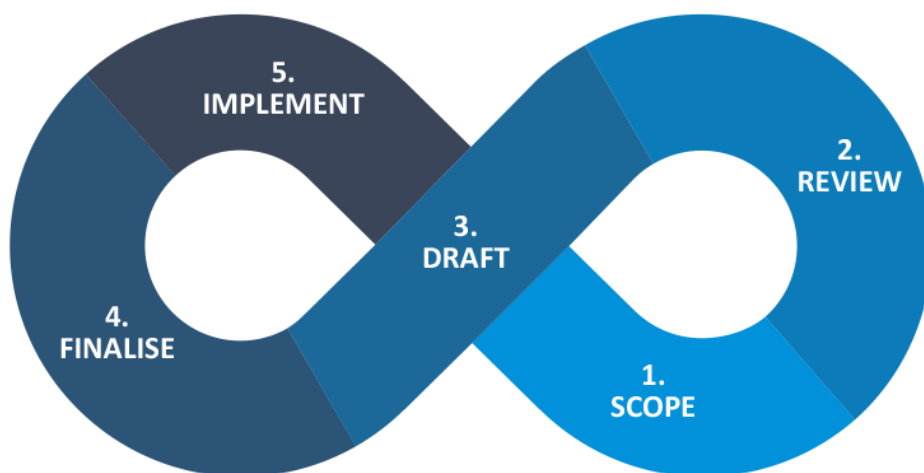 5.
IMPLEMENT
2.
REVIEW
3.
DRAFT
4.
FINALISE
1.
SCOPE